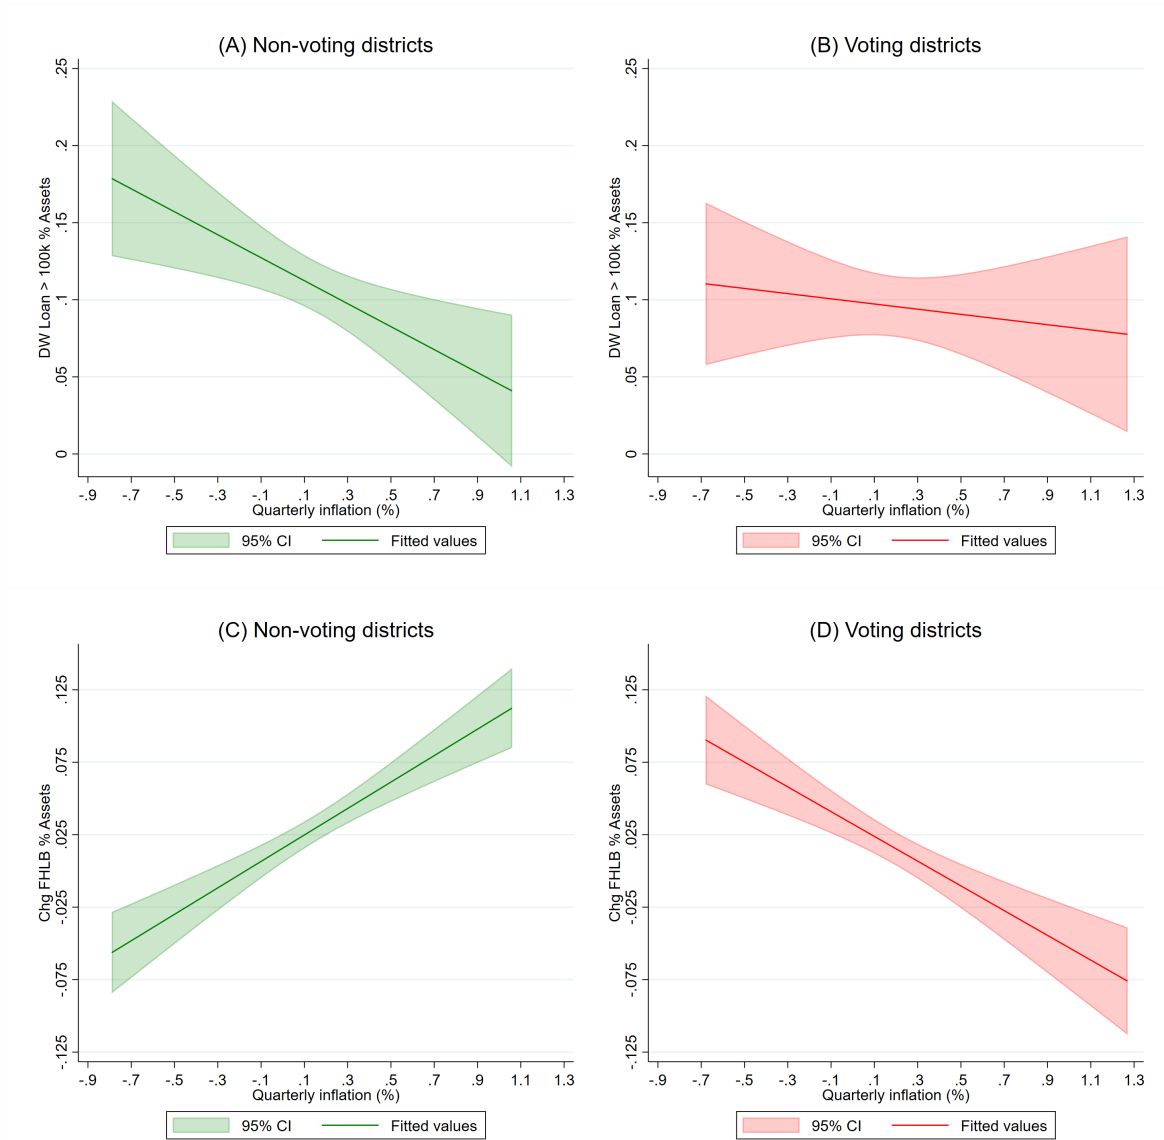 (A) Non-voting districts
DW Loan > 100k % Assets
.25
.2
.15
.1
.05
0
-.9 -.7 -.5 -.3 -.1 .1 .3 .5 .7 .9 1.1 1.3
Quarterly inflation (%)
95% CI Fitted values
(B) Voting districts
DW Loan > 100k % Assets
.25
.2
.15
.1
.05
0
-.9 -.7 -.5 -.3 -.1 .1 .3 .5 .7 .9 1.1 1.3
Quarterly inflation (%)
95% CI Fitted values
(C) Non-voting districts
Chg FHLB % Assets
.125
.075
.025
-.025
-.075
-.125
-.9 -.7 -.5 -.3 -.1 .1 .3 .5 .7 .9 1.1 1.3
Quarterly inflation (%)
95% CI Fitted values
(D) Voting districts
Chg FHLB % Assets
.125
.075
.025
-.025
-.075
-.125
-.9 -.7 -.5 -.3 -.1 .1 .3 .5 .7 .9 1.1 1.3
Quarterly inflation (%)
95% CI Fitted values